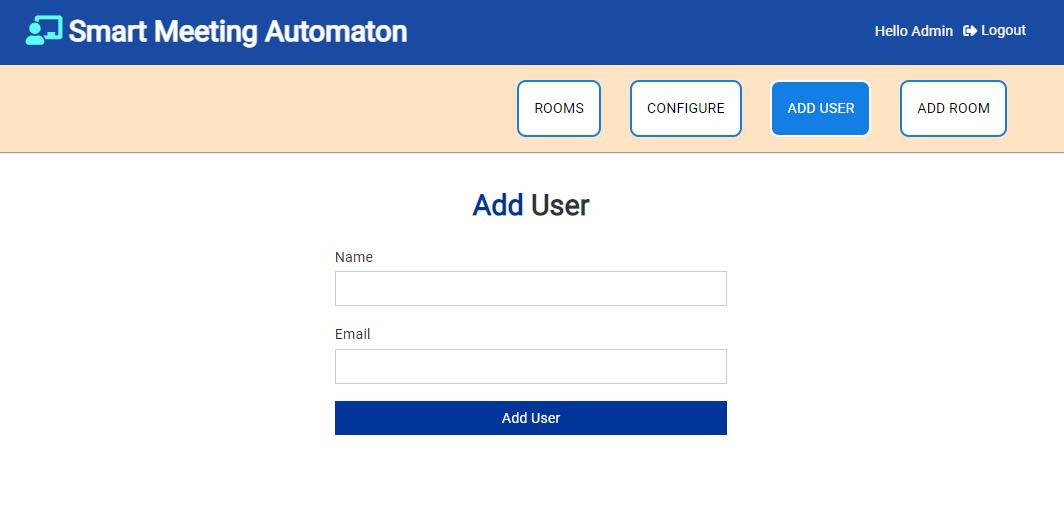 Smart Meeting Automaton
Hello Admin Logout
ROOMS CONFIGURE ADD USER ADD ROOM
Add User
Name
Email
Add User